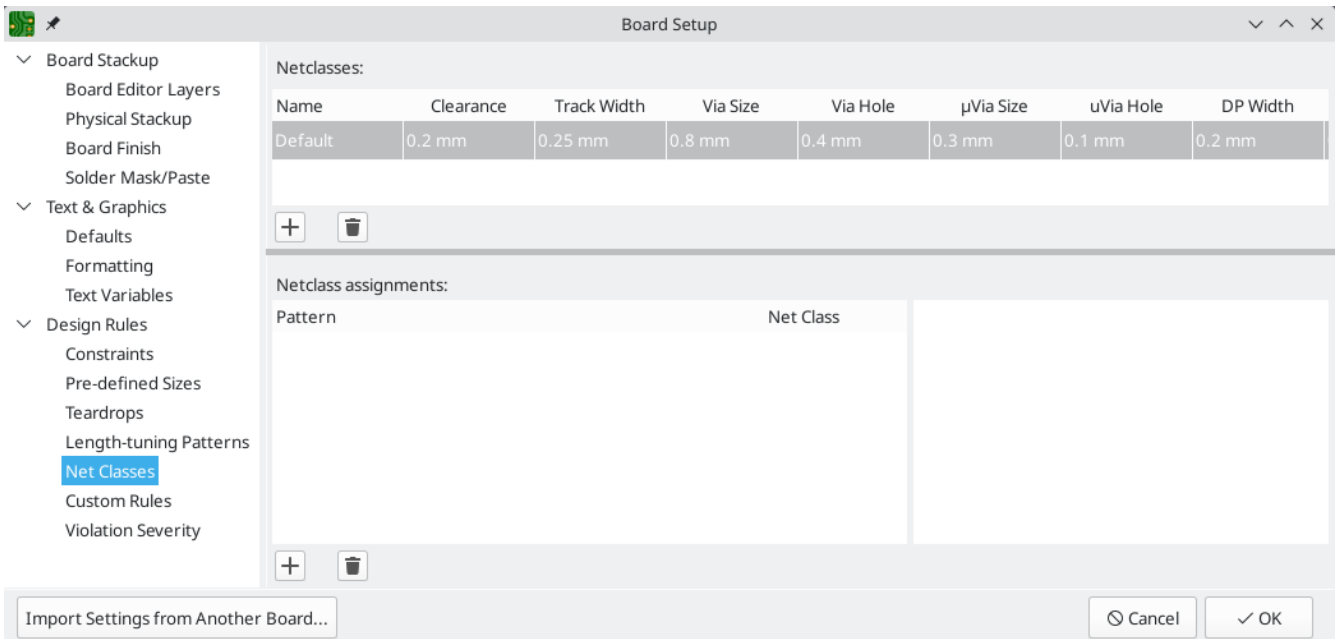 Board Setup
Board Stackup
Board Editor Layers
Physical Stackup
Board Finish
Solder Mask/Paste
Text & Graphics
Defaults
Formatting
Text Variables
Design Rules
Constraints
Pre-defined Sizes
Teardrops
Length-tuning Patterns
Net Classes
Custom Rules
Violation Severity
Netclasses:
Name Clearance Track Width Via Size Via Hole µVia Size uVia Hole DP Width
Default 0.2 mm 0.25 mm 0.8 mm 0.4 mm 0.3 mm 0.1 mm 0.2 mm
Netclass assignments:
Pattern Net Class
Import Settings from Another Board...
Cancel
OK